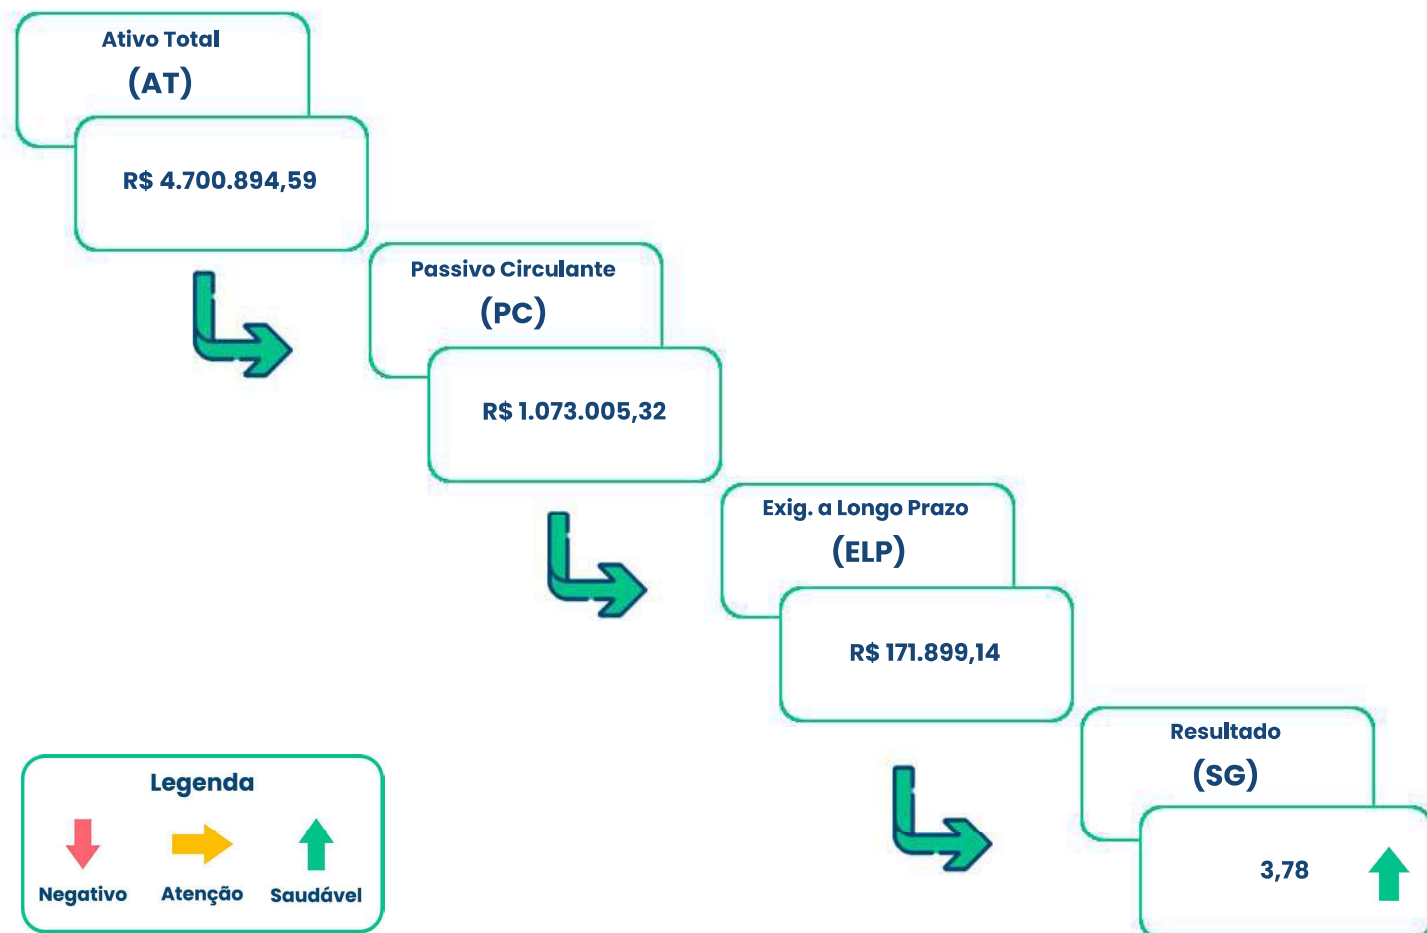 Ativo Total
(AT)
R$ 4.700.894,59
Passivo Circulante
(PC)
R$ 1.073.005,32
Exig. a Longo Prazo
(ELP)
R$ 171.899,14
Resultado
(SG)
3,78
Legenda
Negativo
Atenção
Saudável